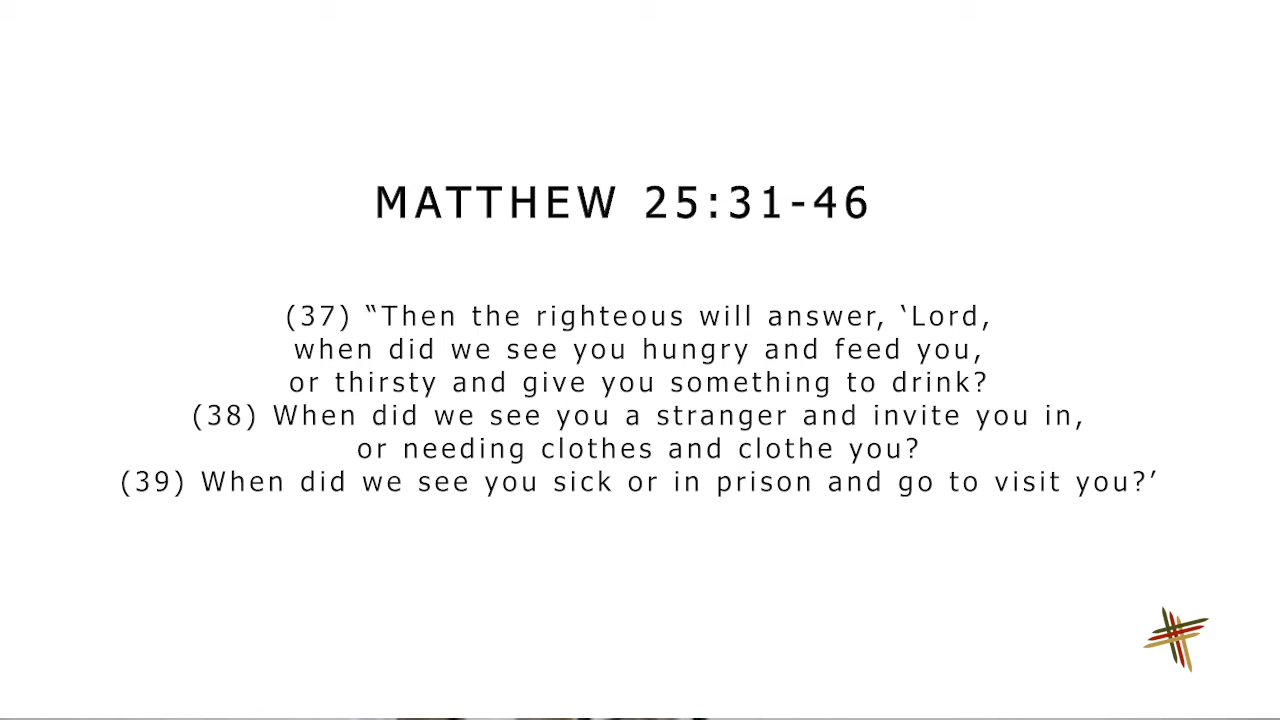 MATTHEW 25:31-46
(37) “Then the righteous will answer, ‘Lord,
when did we see you hungry and feed you,
or thirsty and give you something to drink?
(38) When did we see you a stranger and invite you in,
or needing clothes and clothe you?
(39) When did we see you sick or in prison and go to visit you?’